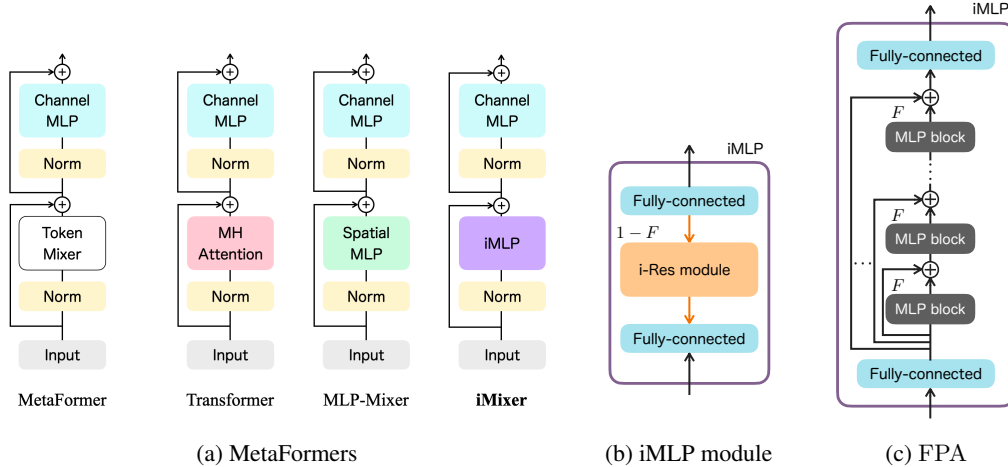 Channel
MLP
Norm
Token
Mixer
Norm
Input
MetaFormer
Channel
MLP
Norm
MH
Attention
Norm
Input
Transformer
Channel
MLP
Norm
Spatial
MLP
Norm
Input
MLP-Mixer
Channel
MLP
Norm
iMLP
Norm
Input
iMixer
(a) MetaFormers
iMLP
Fully-connected
1 − F
i-Res module
Fully-connected
(b) iMLP module
iMLP
Fully-connected
F
MLP block
F
MLP block
F
MLP block
Fully-connected
(c) FPA